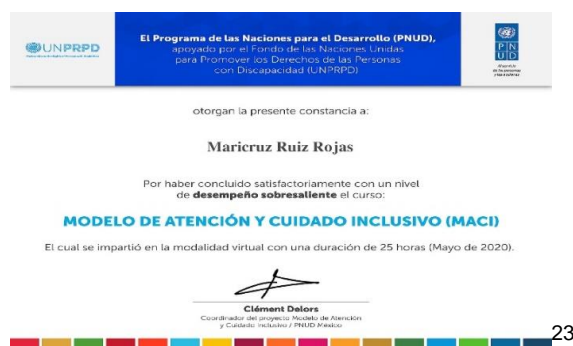 UNPRPD
El Programa de las Naciones para el Desarrollo (PNUD),
apoyado por el Fondo de las Naciones Unidas
para Promover los Derechos de las Personas
con Discapacidad (UNPRPD)
P N
U D
otorgan la presente constancia a:
Maricruz Ruiz Rojas
Por haber concluido satisfactoriamente con un nivel
de desempeño sobresaliente el curso:
MODELO DE ATENCIÓN Y CUIDADO INCLUSIVO (MACI)
El cual se impartió en la modalidad virtual con una duración de 25 horas (Mayo de 2020).
Clément Delors
Coordinador del proyecto Modelo de Atención
y Cuidado Inclusivo / PNUD México
23